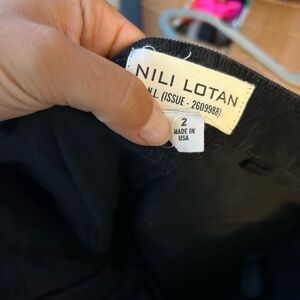 NILI LOTAN
N.L (ISSUE - 2609988)
2
MADE IN
USA